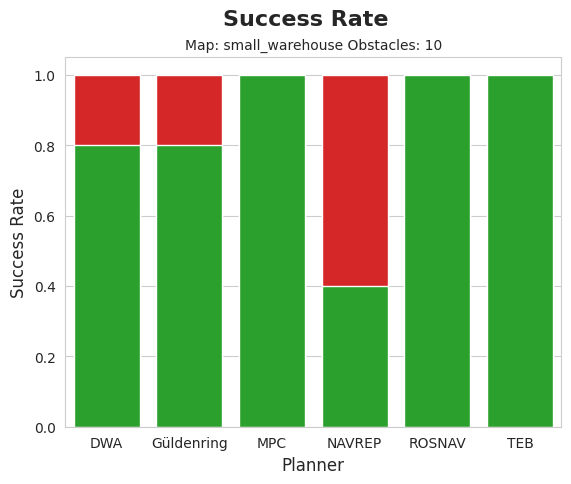 Success Rate
Map: small_warehouse Obstacles: 10
1.0
0.8
0.6
0.4
0.2
0.0
Success Rate
DWA Güldenring MPC NAVREP ROSNAV TEB
Planner